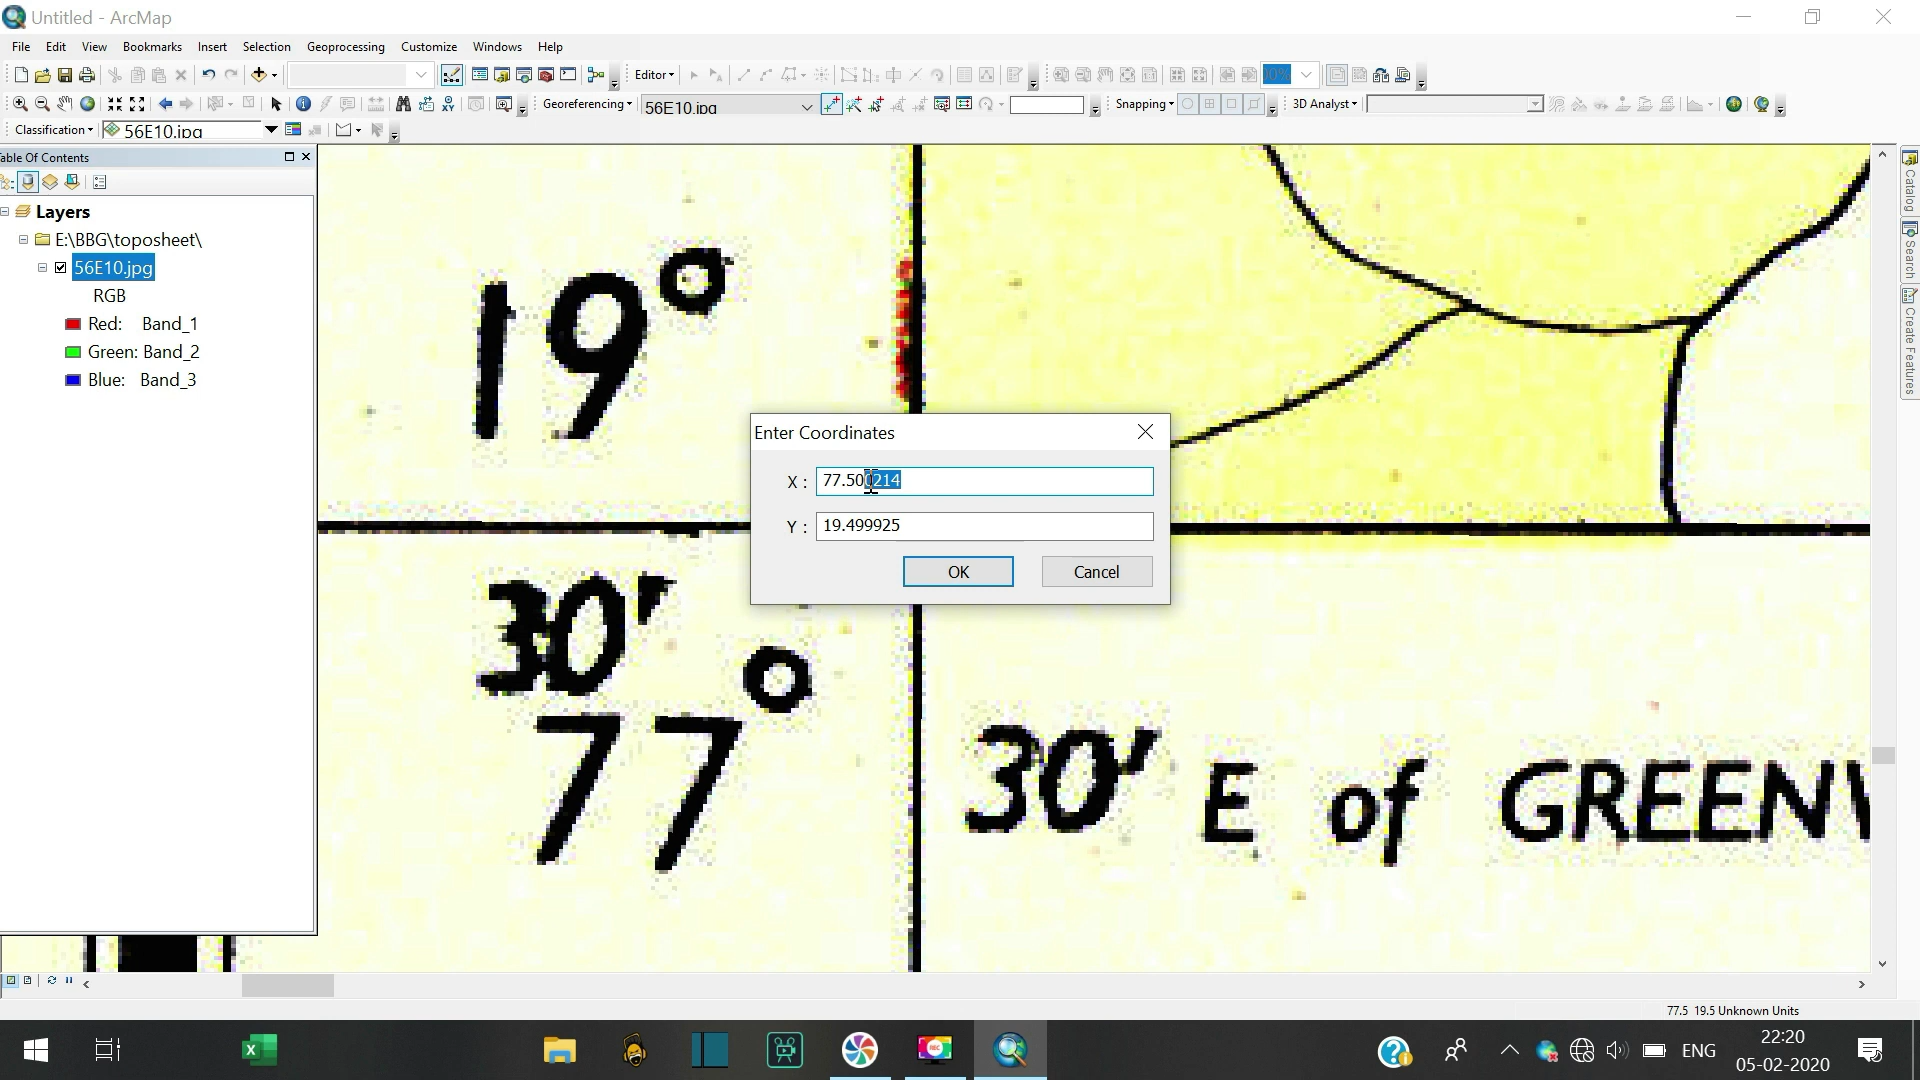 Untitled - ArcMap
File Edit View Bookmarks Insert Selection Geoprocessing Customize Windows Help
Editor
Georeferencing 56E10.jpg Snapping 3D Analyst
Classification 56E10.jpg
able Of Contents
Layers
E:\BBG\toposheet\
56E10.jpg
RGB
Red: Band_1
Green: Band_2
Blue: Band_3
19°
30'
77° 30' E of GREEN
Enter Coordinates
X :
Y : 19.499925
OK Cancel
Catalog
Search
Create Features
77.5 19.5 Unknown Units
REC
ENG
22:20
05-02-2020